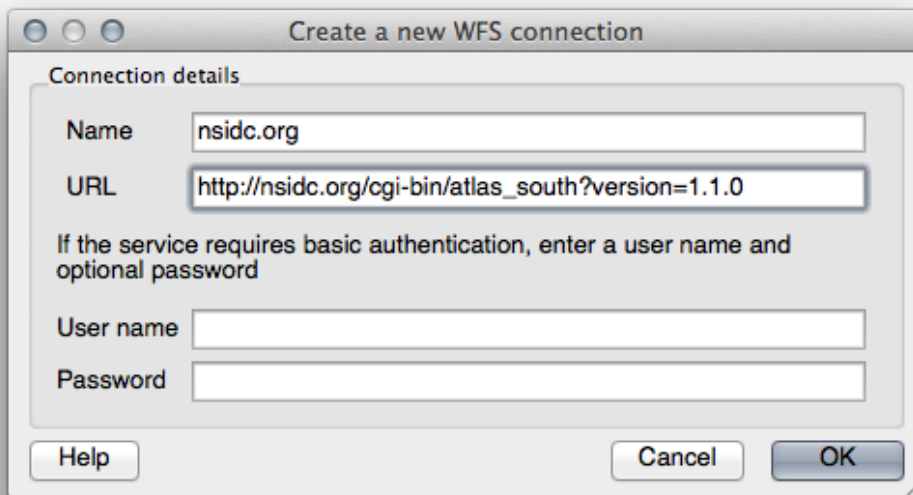 Create a new WFS connection
Connection details
Name nsidc.org
URL http://nsidc.org/cgi-bin/atlas_south?version=1.1.0
If the service requires basic authentication, enter a user name and
optional password
User name
Password
Help Cancel OK